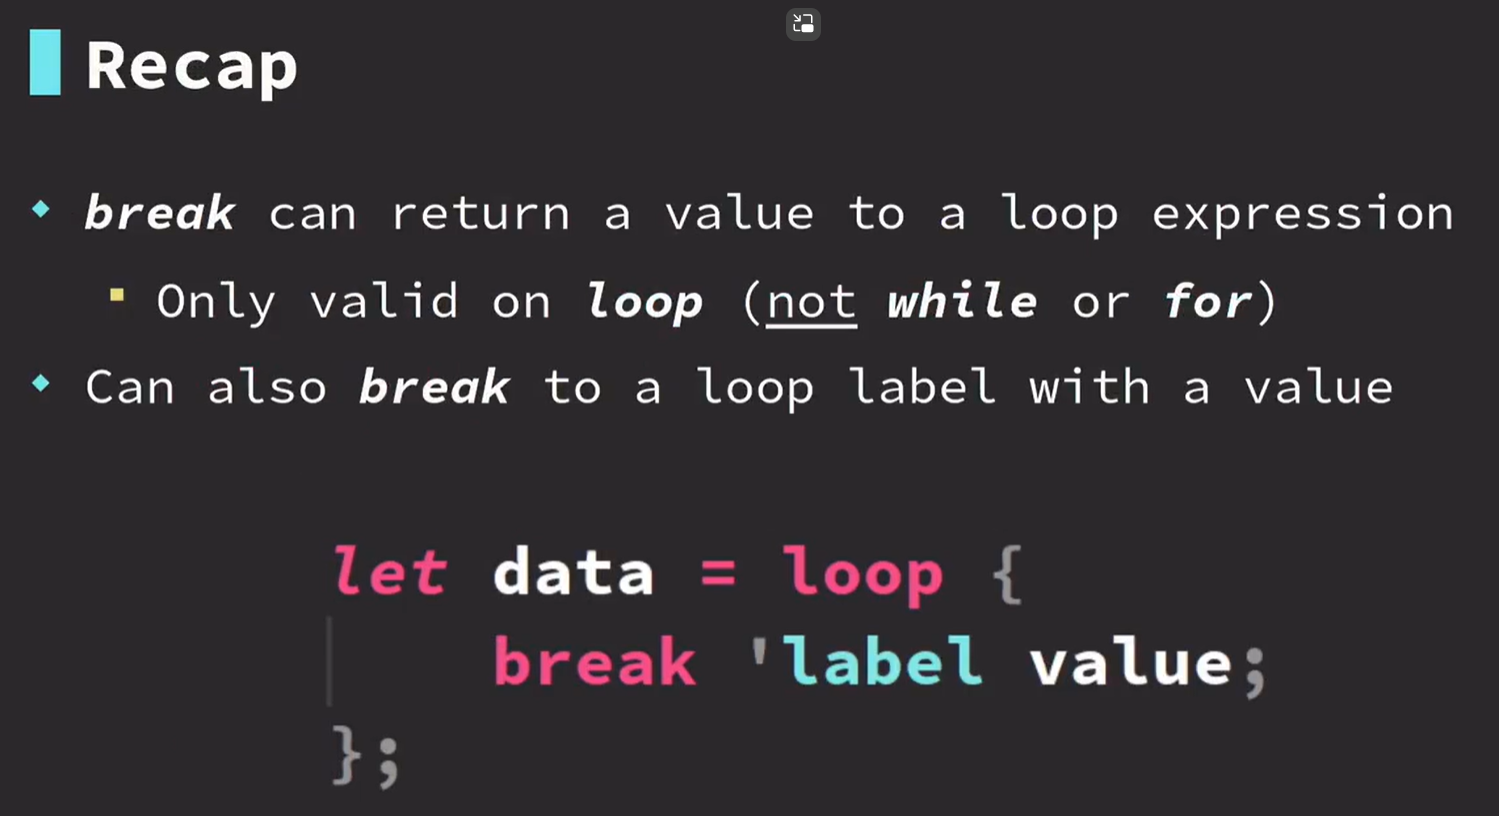 Recap
break can return a value to a loop expression
Only valid on loop (not while or for)
Can also break to a loop label with a value
let data = loop {
    break 'label value;
};